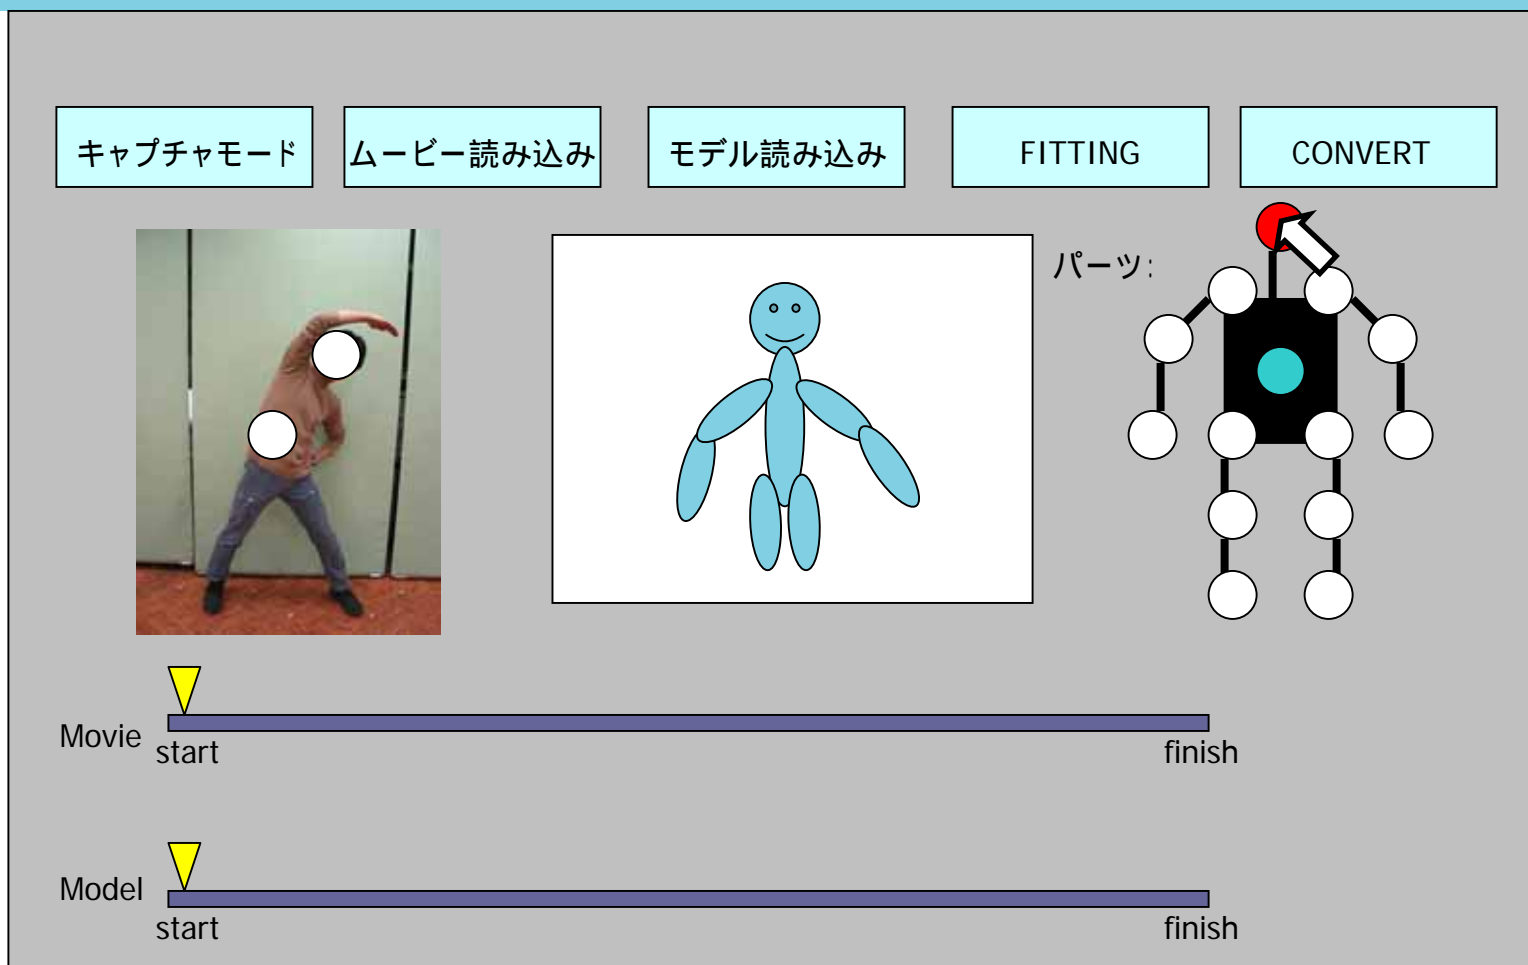 キャプチャモード
ムービー読み込み
モデル読み込み
FITTING
CONVERT
パーツ:
Movie
start
finish
Model
start
finish